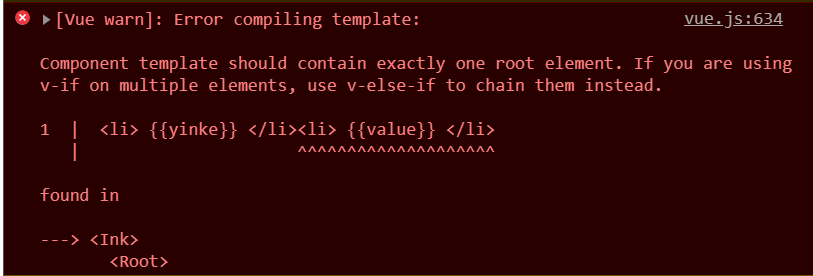 [Vue warn]: Error compiling template: vue.js:634
Component template should contain exactly one root element. If you are using
v-if on multiple elements, use v-else-if to chain them instead.
1 | <li> {{yinke}} </li><li> {{value}} </li>
| ^^^^^^^^^^^^^^^^^^^^
found in
---> <Ink>
<Root>